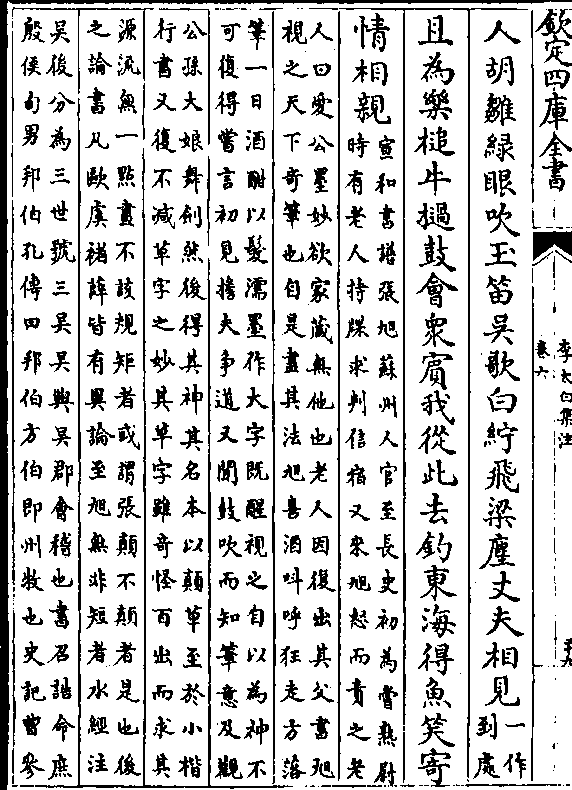 欽定四庫全書
李太白集注
卷六
人胡雛綠眼吹玉笛吳歌白紵飛梁塵丈夫相見一作
到處
且為樂槌牛撾鼓會衆賓我從此去釣東海得魚笑寄
情相親宣和書譜張旭蘇州人官至長史初為嘗熟尉
時有老人持牒求判信宿又来旭怒而責之老
人曰愛公墨妙欲家藏無他也老人因復出其父書旭
視之天下奇筆也自是盡其法旭喜酒叫呼狂走方落
筆一日酒酣以髮濡墨作大字既醒視之自以為神不
可復得嘗言初見擔夫争道又聞鼓吹而知筆意及觀
公孫大娘舞劍然後得其神其名本以顛草至於小楷
行書又復不減草字之妙其草字雖奇怪百出而求其
源流無一點畫不該規矩者或謂張顛不顛者是也後
之論書凡歐虞褚薛皆有異論至旭無非短者水經注
吳後分為三世號三吳吳興吳郡會稽也書召誥命庶
殷侯甸男邦伯孔傳曰邦伯方伯即州牧也史記曹參